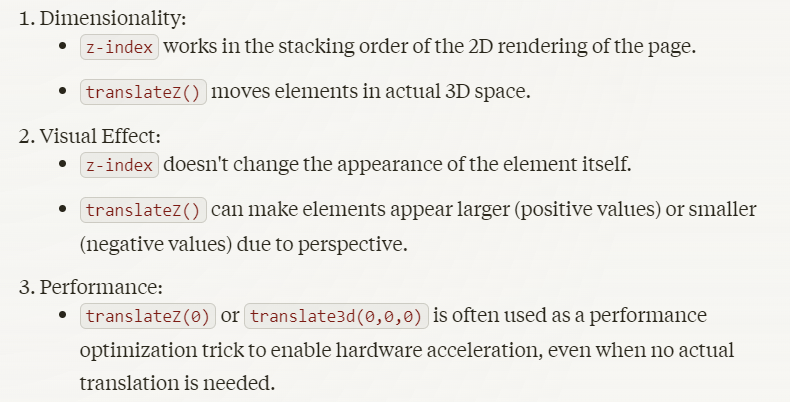 1. Dimensionality:
• z-index works in the stacking order of the 2D rendering of the page.
• translateZ() moves elements in actual 3D space.
2. Visual Effect:
• z-index doesn't change the appearance of the element itself.
• translateZ() can make elements appear larger (positive values) or smaller
(negative values) due to perspective.
3. Performance:
• translateZ(0) or translate3d(0,0,0) is often used as a performance
optimization trick to enable hardware acceleration, even when no actual
translation is needed.